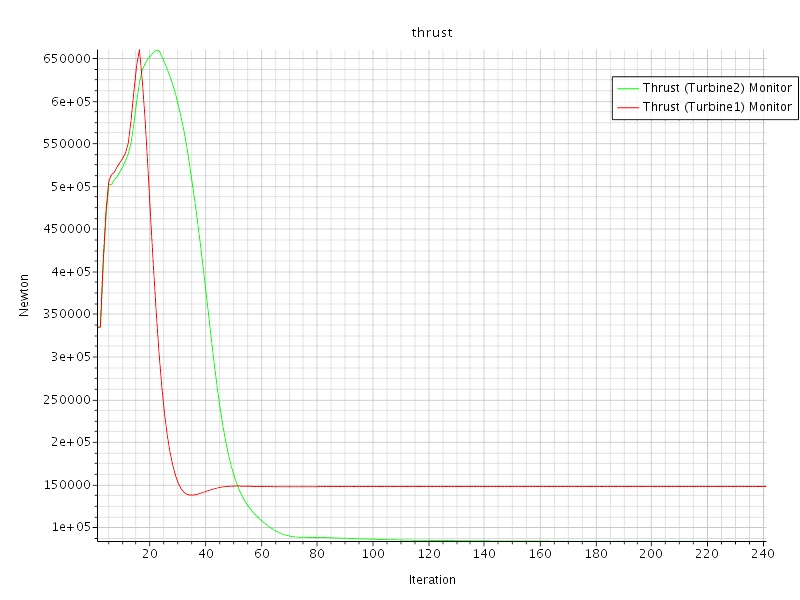 thrust
Thrust (Turbine2) Monitor
Thrust (Turbine1) Monitor
650000
6e+05
550000
5e+05
450000
4e+05
350000
3e+05
250000
2e+05
150000
1e+05
Newton
20 40 60 80 100 120 140 160 180 200 220 240
Iteration